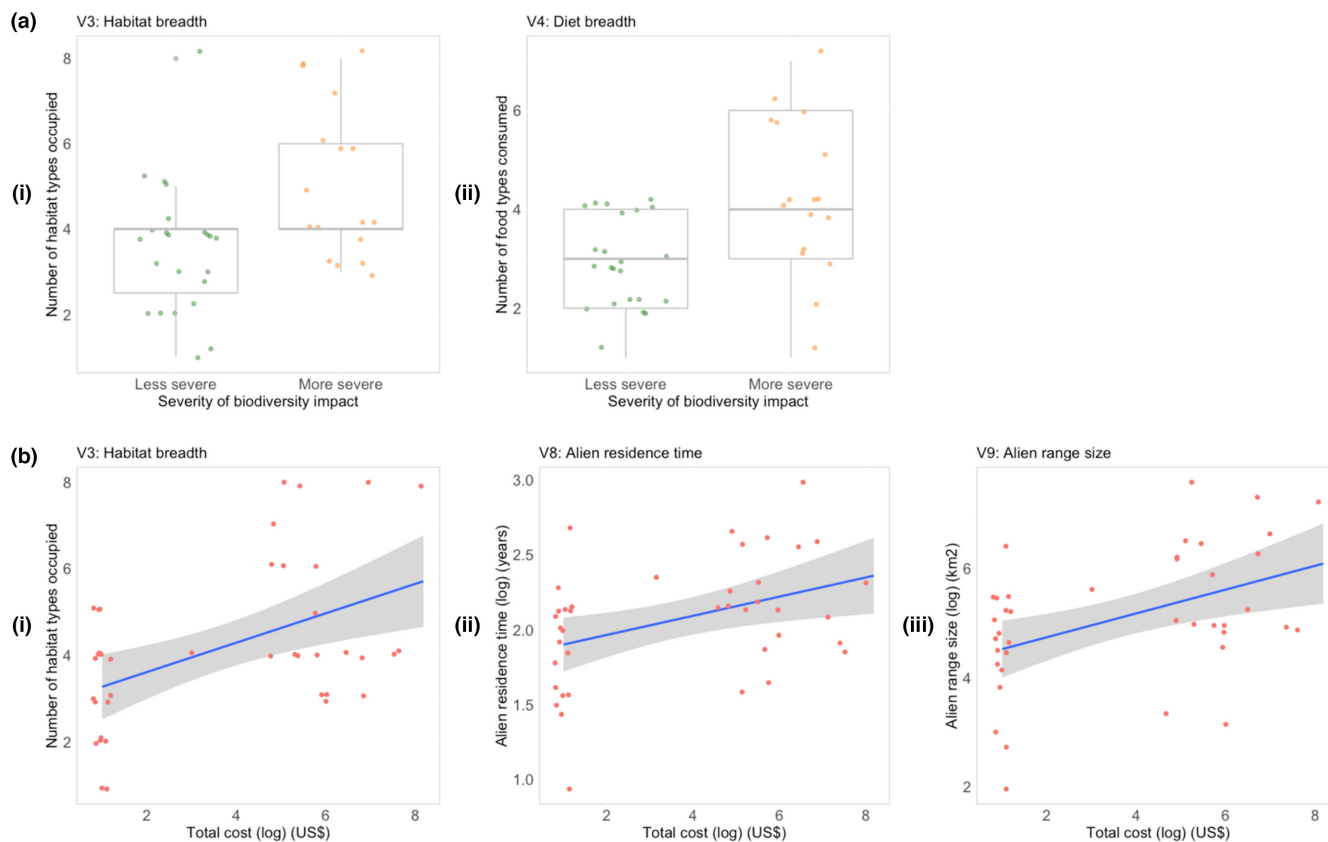 (a)
V3: Habitat breadth
V4: Diet breadth
(i)
Number of habitat types occupied
8
6
4
2
Less severe
More severe
Severity of biodiversity impact
(ii)
Number of food types consumed
6
4
2
Less severe
More severe
Severity of biodiversity impact
(b)
V3: Habitat breadth
V8: Alien residence time
V9: Alien range size
(i)
Number of habitat types occupied
8
6
4
2
2
4
6
8
Total cost (log) (US$)
(ii)
Alien residence time (log) (years)
3.0
2.5
2.0
1.5
1.0
2
4
6
8
Total cost (log) (US$)
(iii)
Alien range size (log) (km2)
6
4
2
2
4
6
8
Total cost (log) (US$)